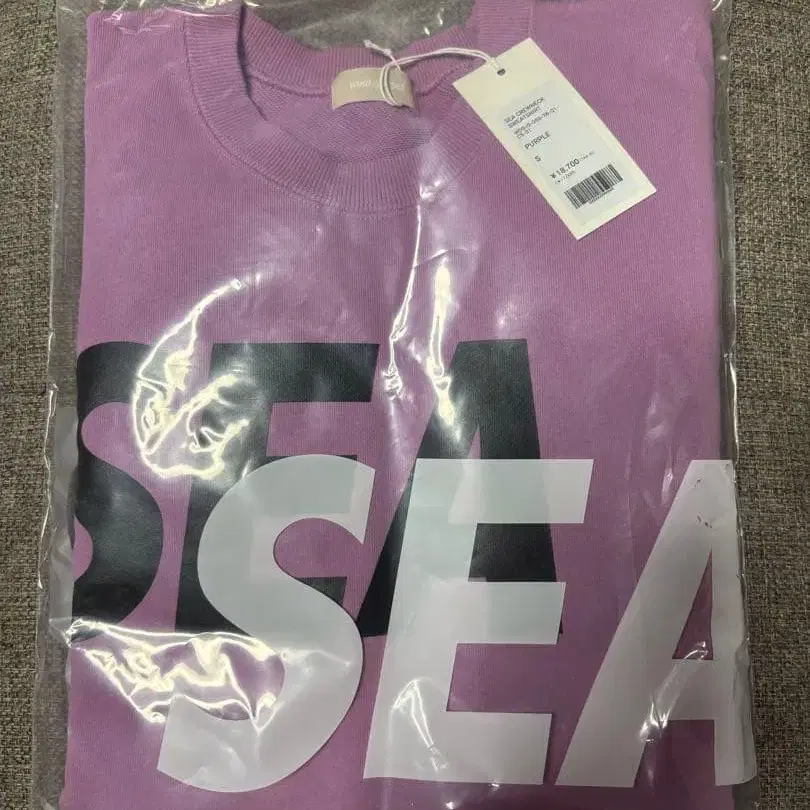 SEA CREWNECK
SWEATSHIRT
PURPLE
S
¥18,700
SEA
SEA